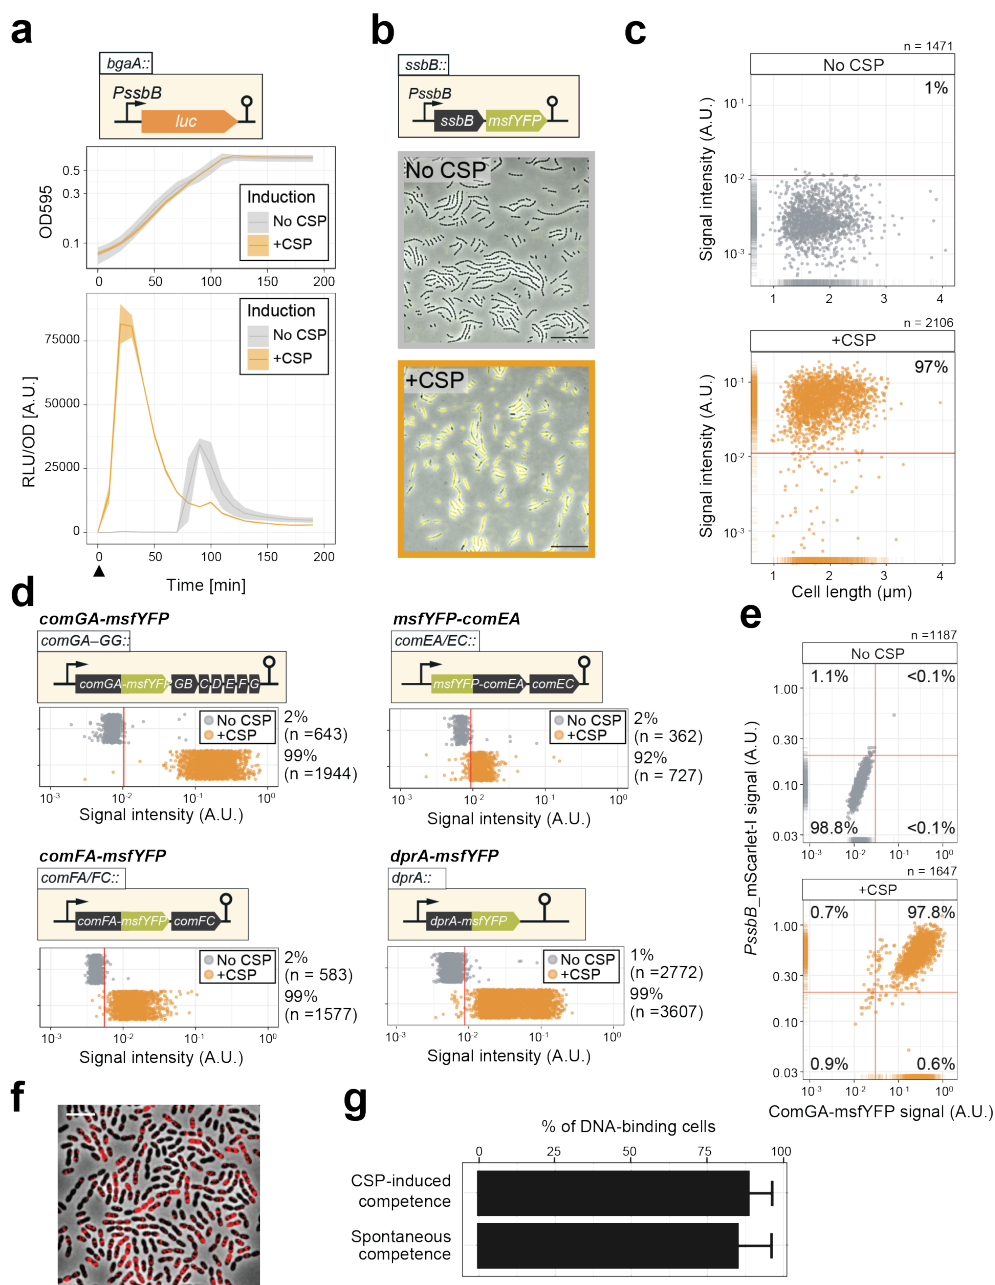 a
bgaA::
PssbB
luc
OD595
0.5
0.3
0.1
Induction
No CSP
+CSP
0
50
100
150
200
RLU/OD [A.U.]
75000
50000
25000
0
Induction
No CSP
+CSP
0
50
100
150
200
Time [min]
b
ssbB::
PssbB
ssbB
msfYFP
No CSP
+CSP
c
n = 1471
No CSP
1%
Signal intensity (A.U.)
10-1
10-2
10-3
1
2
3
4
n = 2106
+CSP
97%
Signal intensity (A.U.)
10-1
10-2
10-3
1
2
3
4
Cell length (μm)
d
comGA-msfYFP
comGA–GG::
comGA-msfYFP
GB
C
D
E
F
G
No CSP
+CSP
2%
(n =643)
99%
(n =1944)
10-3
10-2
10-1
100
Signal intensity (A.U.)
msfYFP-comEA
comEA/EC::
msfYFP-comEA
comEC
No CSP
+CSP
2%
(n = 362)
92%
(n = 727)
10-3
10-2
10-1
100
Signal intensity (A.U.)
comFA-msfYFP
comFA/FC::
comFA-msfYFP
comFC
No CSP
+CSP
2%
(n = 583)
99%
(n =1577)
10-3
10-2
10-1
100
Signal intensity (A.U.)
dprA-msfYFP
dprA::
dprA-msfYFP
No CSP
+CSP
1%
(n =2772)
99%
(n =3607)
10-3
10-2
10-1
100
Signal intensity (A.U.)
e
n =1187
No CSP
1.1%
<0.1%
98.8%
<0.1%
1.00
0.30
0.10
0.03
10-3
10-2
10-1
100
PssbB_mScarlet-I signal (A.U.)
n = 1647
+CSP
0.7%
97.8%
0.9%
0.6%
1.00
0.30
0.10
0.03
10-3
10-2
10-1
100
ComGA-msfYFP signal (A.U.)
f
g
% of DNA-binding cells
0
25
50
75
100
CSP-induced
competence
Spontaneous
competence